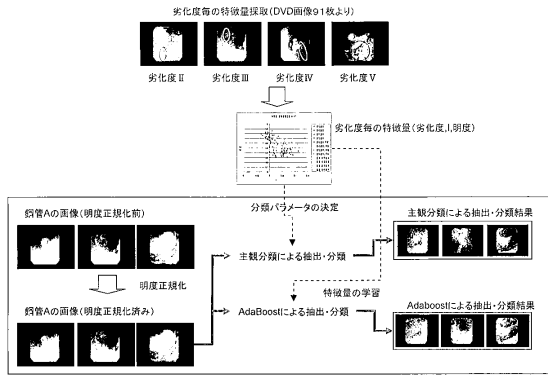 劣化度毎の特徴量採取(DVD画像91枚より)
劣化度Ⅱ
劣化度Ⅲ
劣化度Ⅳ
劣化度Ⅴ
劣化度毎の特徴量(劣化度,I,明度)
分類パラメータの決定
鋼管Aの画像(明度正規化前)
主観分類による抽出・分類結果
主観分類による抽出・分類
明度正規化
特徴量の学習
鋼管Aの画像(明度正規化済み)
AdaBoostによる抽出・分類
Adaboostによる抽出・分類結果